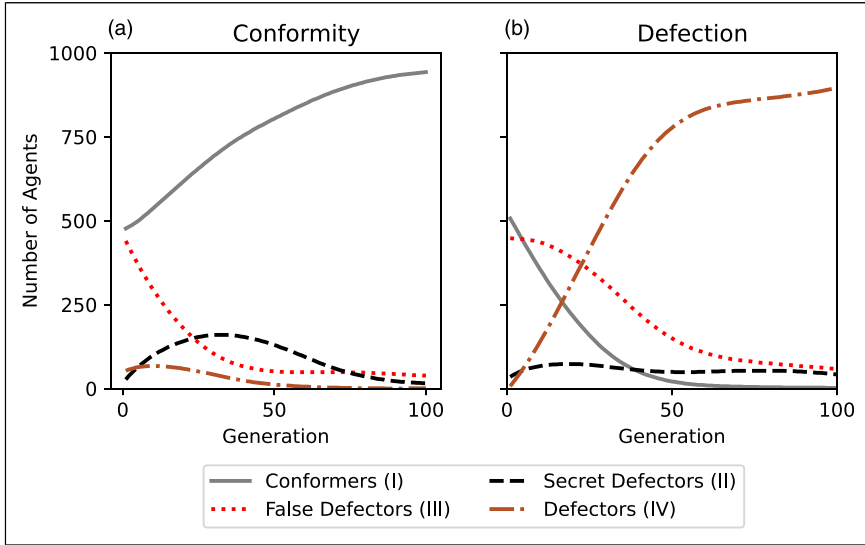 (a) Conformity
(b) Defection
1000
750
500
250
0
Number of Agents
0 50 100
Generation
0 50 100
Generation
Conformers (I)
False Defectors (III)
Secret Defectors (II)
Defectors (IV)